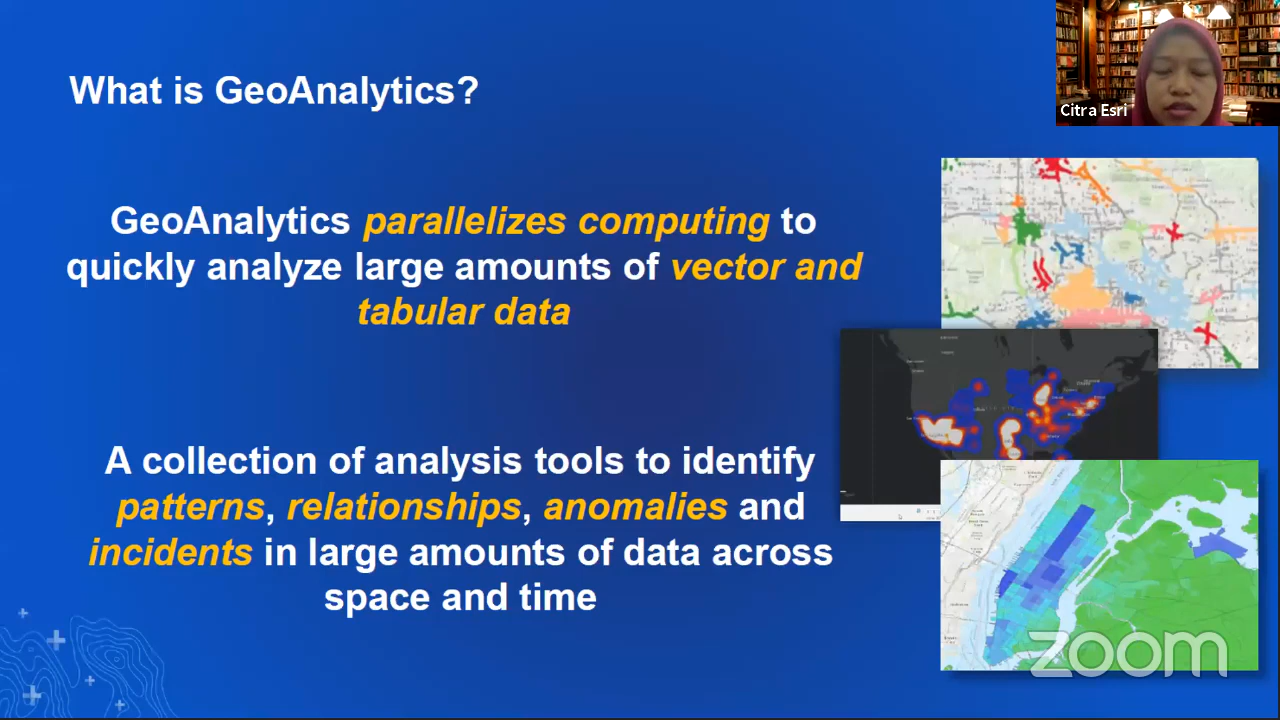 What is GeoAnalytics?
Citra Esri
GeoAnalytics parallelizes computing to
quickly analyze large amounts of vector and
tabular data
A collection of analysis tools to identify
patterns, relationships, anomalies and
incidents in large amounts of data across
space and time
zoom